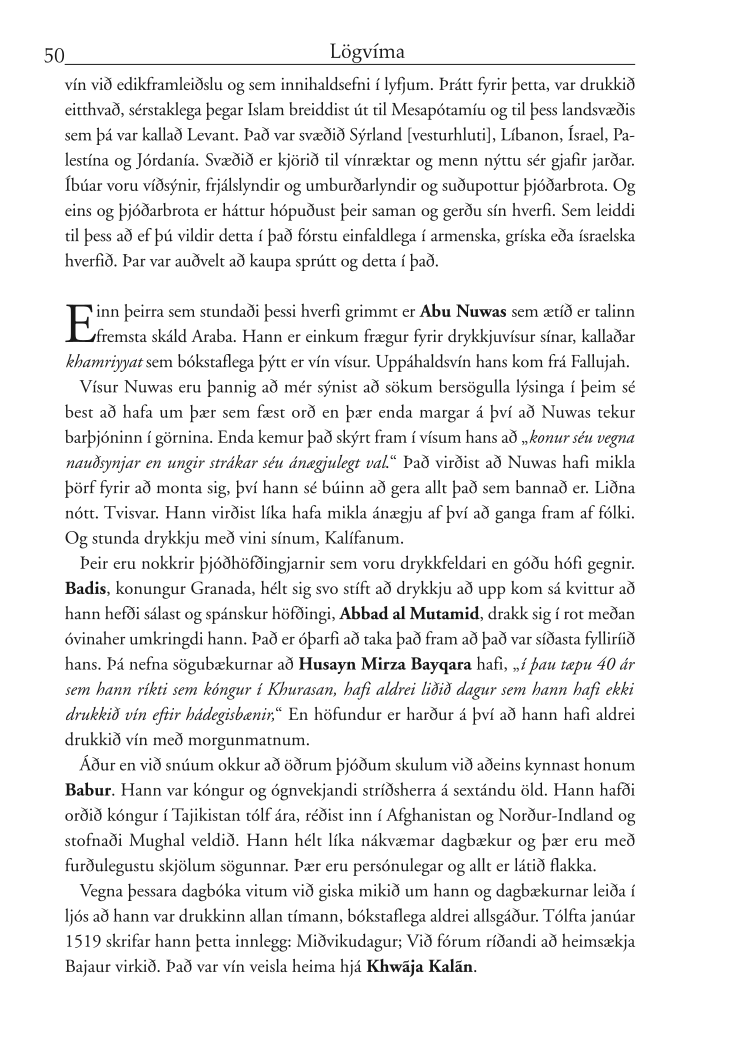 50
Lögvíma
vín við edikframleiðslu og sem innihaldsefni í lyfjum. Þrátt fyrir þetta, var drukkið
eitthvað, sérstaklega þegar Islam breiddist út til Mesapótamíu og til þess landsvæðis
sem þá var kallað Levant. Það var svæðið Sýrland [vesturhluti], Líbanon, Ísrael, Pa-
lestína og Jórdanía. Svæðið er kjörið til vínræktar og menn nýttu sér gjafir jarðar.
Íbúar voru víðsýnir, frjálslyndir og umburðarlyndir og suðupottur þjóðarbrota. Og
eins og þjóðarbrota er háttur hópuðust þeir saman og gerðu sín hverfi. Sem leiddi
til þess að ef þú vildir detta í það fórstu einfaldlega í armenska, gríska eða ísraelska
hverfið. Þar var auðvelt að kaupa sprútt og detta í það.
Einn þeirra sem stundaði þessi hverfi grimmt er Abu Nuwas sem ætíð er talinn
fremsta skáld Araba. Hann er einkum frægur fyrir drykkjuvísur sínar, kallaðar
khamriyyat sem bókstaflega þýtt er vín vísur. Uppáhaldsvín hans kom frá Fallujah.
Vísur Nuwas eru þannig að mér sýnist að sökum bersögulla lýsinga í þeim sé
best að hafa um þær sem fæst orð en þær enda margar á því að Nuwas tekur
barþjóninn í görnina. Enda kemur það skýrt fram í vísum hans að „konur séu vegna
nauðsynjar en ungir strákar séu ánægjulegt val.“ Það virðist að Nuwas hafi mikla
þörf fyrir að monta sig, því hann sé búinn að gera allt það sem bannað er. Liðna
nótt. Tvisvar. Hann virðist líka hafa mikla ánægju af því að ganga fram af fólki.
Og stunda drykkju með vini sínum, Kalífanum.
Þeir eru nokkrir þjóðhöfðingjarnir sem voru drykkfeldari en góðu hófi gegnir.
Badis, konungur Granada, hélt sig svo stíft að drykkju að upp kom sá kvittur að
hann hefði sálast og spánskur höfðingi, Abbad al Mutamid, drakk sig í rot meðan
óvinaher umkringdi hann. Það er óþarfi að taka það fram að það var síðasta fylliríið
hans. Þá nefna sögubækurnar að Husayn Mirza Bayqara hafi, „í þau tæpu 40 ár
sem hann ríkti sem kóngur í Khurasan, hafi aldrei liðið dagur sem hann hafi ekki
drukkið vín eftir hádegisbænir,“ En höfundur er harður á því að hann hafi aldrei
drukkið vín með morgunmatnum.
Áður en við snúum okkur að öðrum þjóðum skulum við aðeins kynnast honum
Babur. Hann var kóngur og ógnvekjandi stríðsherra á sextándu öld. Hann hafði
orðið kóngur í Tajikistan tólf ára, réðist inn í Afghanistan og Norður-Indland og
stofnaði Mughal veldið. Hann hélt líka nákvæmar dagbækur og þær eru með
furðulegustu skjölum sögunnar. Þær eru persónulegar og allt er látið flakka.
Vegna þessara dagbóka vitum við giska mikið um hann og dagbækurnar leiða í
ljós að hann var drukkinn allan tímann, bókstaflega aldrei allsgáður. Tólfta janúar
1519 skrifar hann þetta innlegg: Miðvikudagur; Við fórum ríðandi að heimsækja
Bajaur virkið. Það var vín veisla heima hjá Khwãja Kalãn.